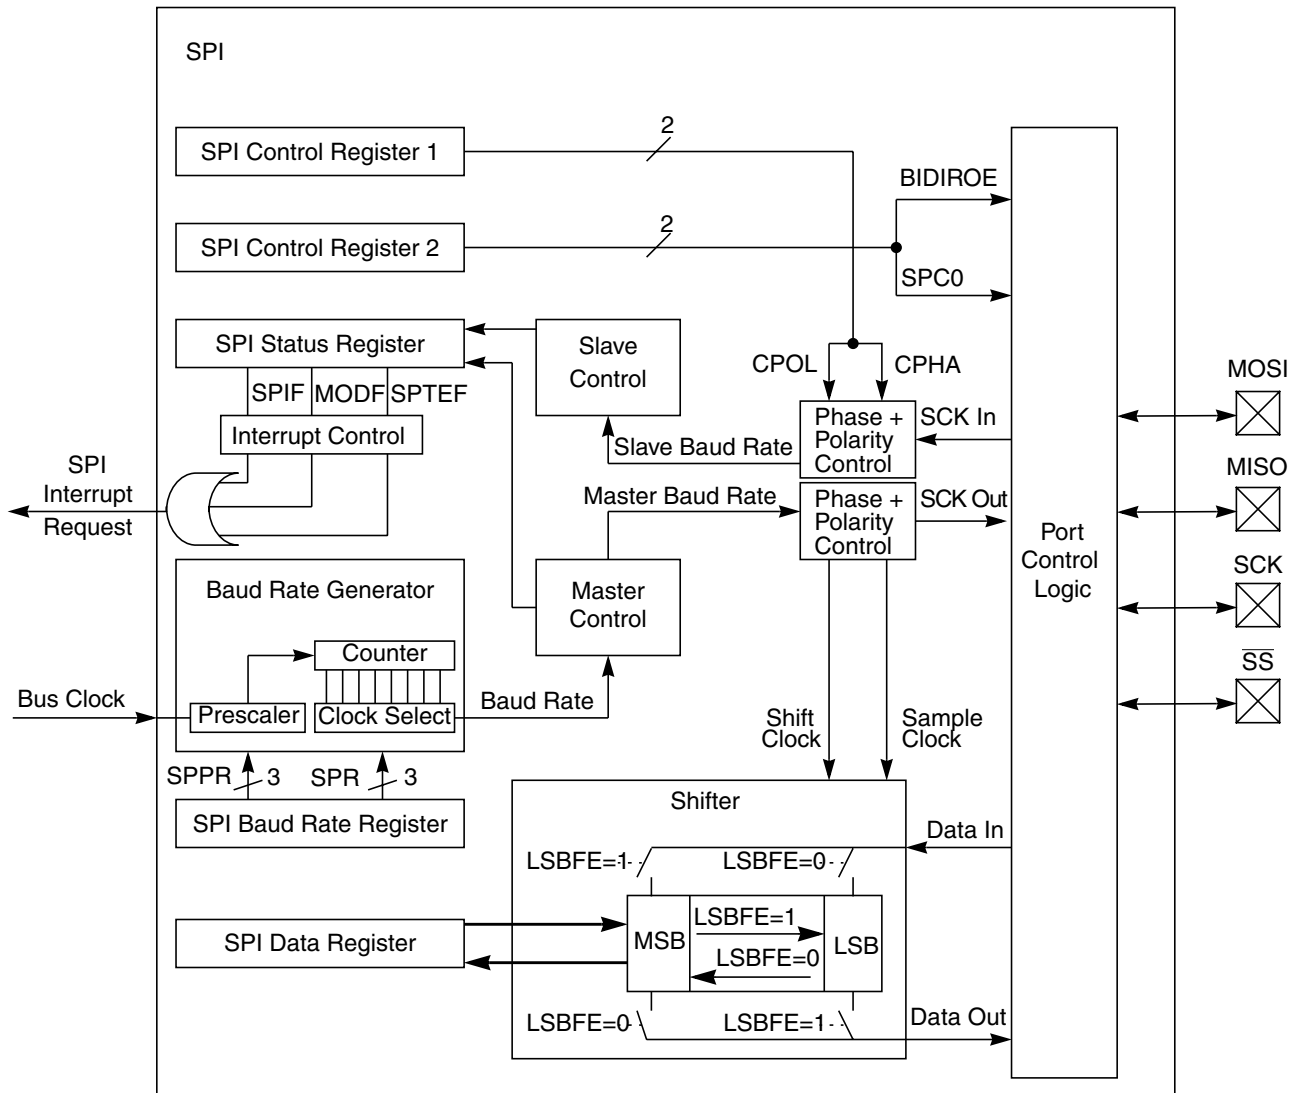 SPI
2
SPI Control Register 1
BIDIROE
2
SPI Control Register 2
SPC0
SPI Status Register
Slave
Control
CPOL
CPHA
MOSI
SPIF
MODF
SPTEF
Interrupt Control
Phase +
Polarity
Control
SCK In
Slave Baud Rate
SPI
Interrupt
Request
MISO
Master Baud Rate
Phase +
Polarity
Control
SCK Out
Port
Control
Logic
Baud Rate Generator
Master
Control
SCK
Counter
SS
Bus Clock
Prescaler
Clock Select
Baud Rate
Shift
Clock
Sample
Clock
SPPR
3
SPR
3
SPI Baud Rate Register
Shifter
Data In
LSBFE=1
LSBFE=0
SPI Data Register
MSB
LSBFE=1
LSBFE=0
LSB
LSBFE=0
LSBFE=1
Data Out